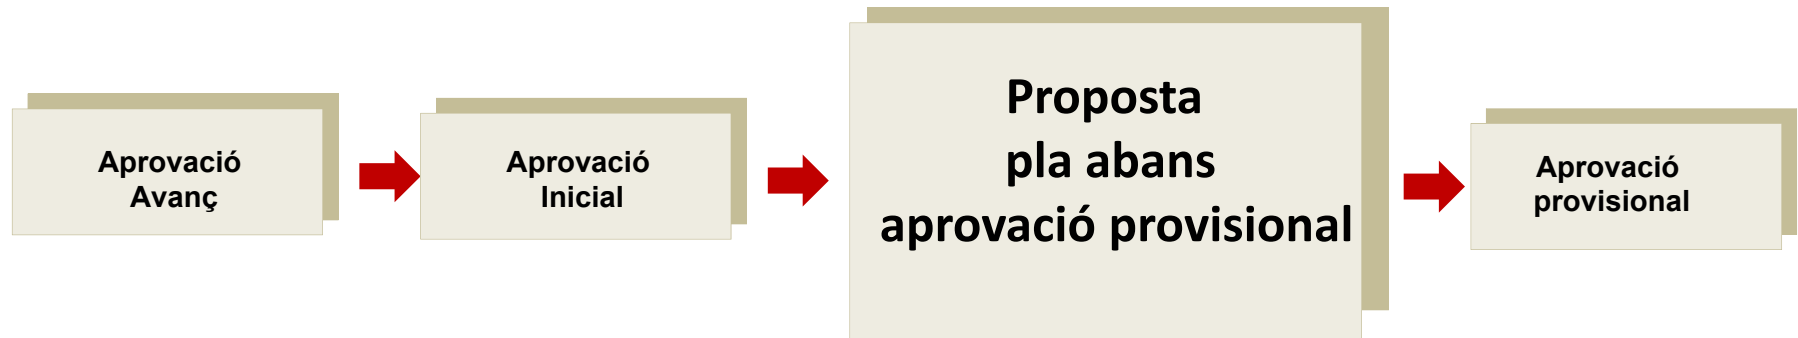 Aprovació
Avanç
Aprovació
Inicial
Proposta
pla abans
aprovació provisional
Aprovació
provisional